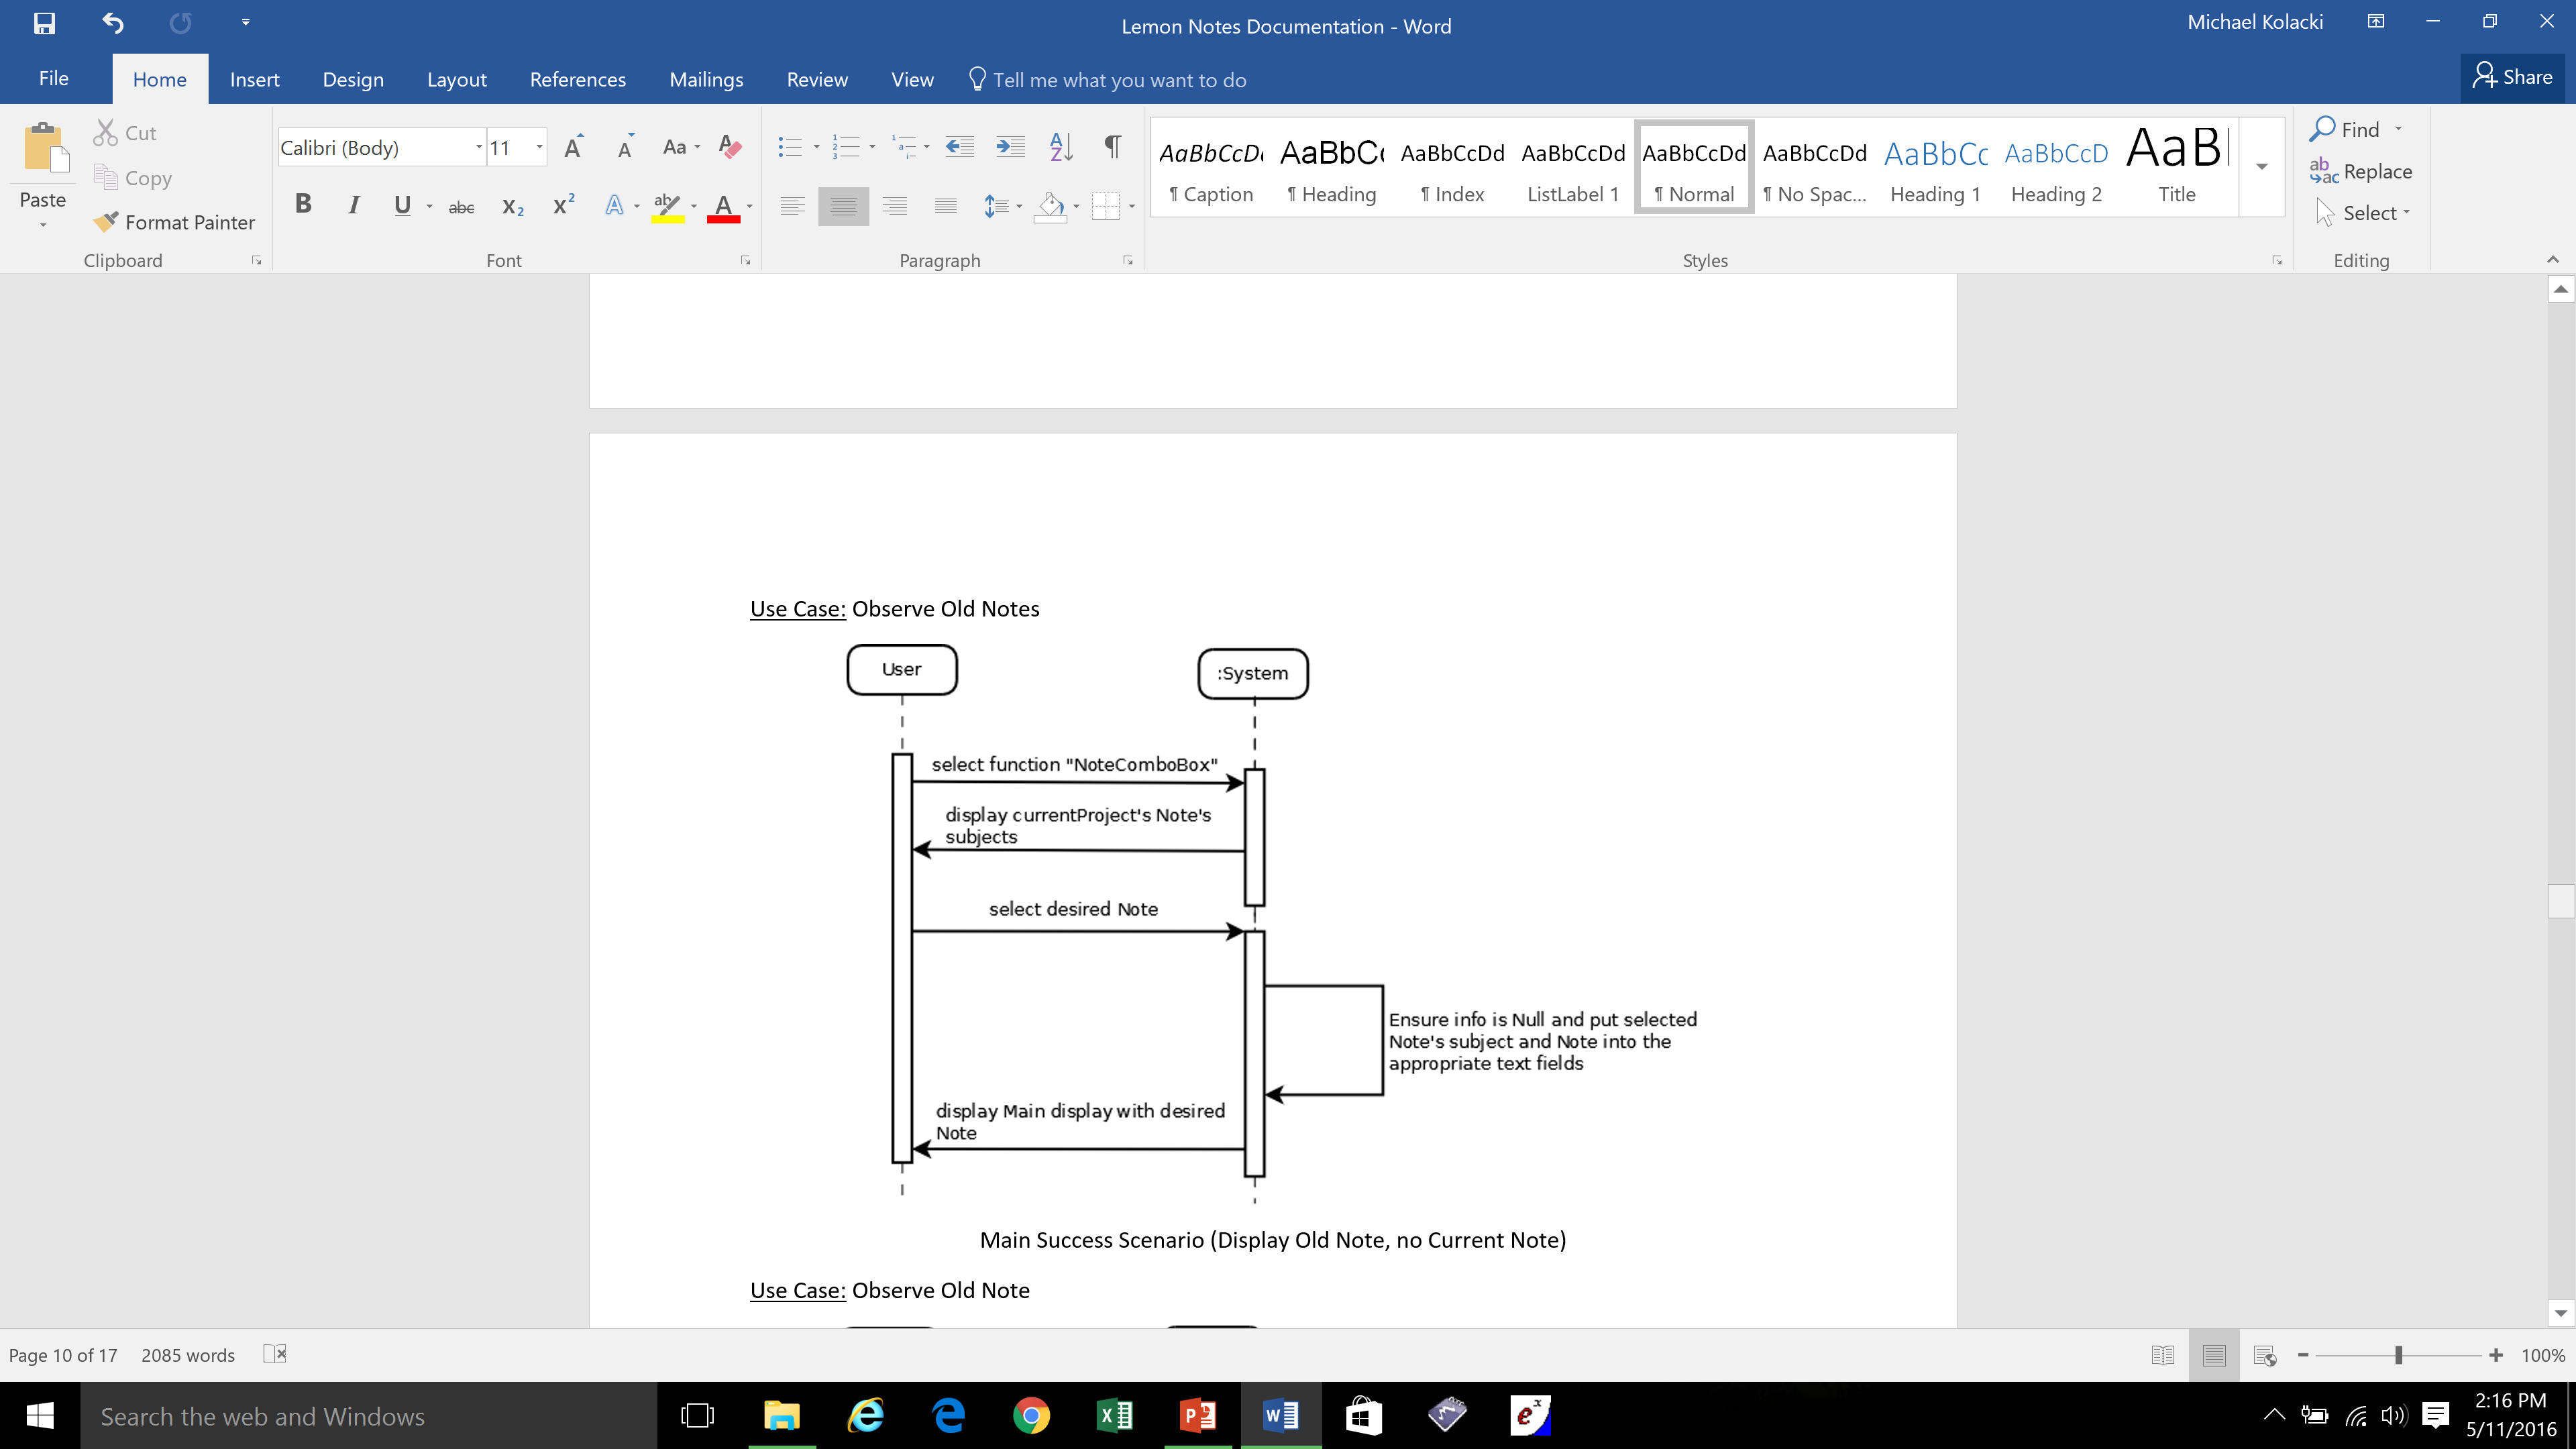 Lemon Notes Documentation - Word
Michael Kolacki
File Home Insert Design Layout References Mailings Review View Tell me what you want to do Share
Paste
Cut
Copy
Format Painter
Clipboard
Calibri (Body) 11
Font
Paragraph
AaBbCcDd AaBbCc AaBbCcDd AaBbCcDd AaBbCcDd AaBbCcDd AaBbCc AaBbCcD AaB
¶ Caption ¶ Heading ¶ Index ListLabel 1 ¶ Normal ¶ No Spac... Heading 1 Heading 2 Title
Styles
Find
Replace
Select
Editing
Use Case: Observe Old Notes
User
:System
select function "NoteComboBox"
display currentProject's Note's
subjects
select desired Note
Ensure info is Null and put selected
Note's subject and Note into the
appropriate text fields
display Main display with desired
Note
Main Success Scenario (Display Old Note, no Current Note)
Use Case: Observe Old Note
Page 10 of 17 2085 words
100%
Search the web and Windows
2:16 PM
5/11/2016